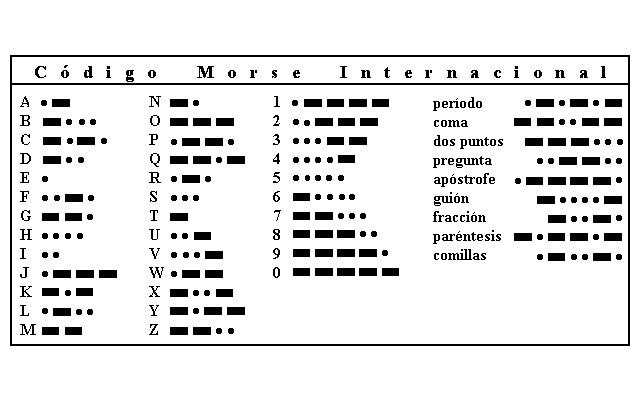 Código Morse Internacional
A
B
C
D
E
F
G
H
I
J
K
L
M
N
O
P
Q
R
S
T
U
V
W
X
Y
Z
1
2
3
4
5
6
7
8
9
0
período
coma
dos puntos
pregunta
apóstrofe
guión
fracción
paréntesis
comillas